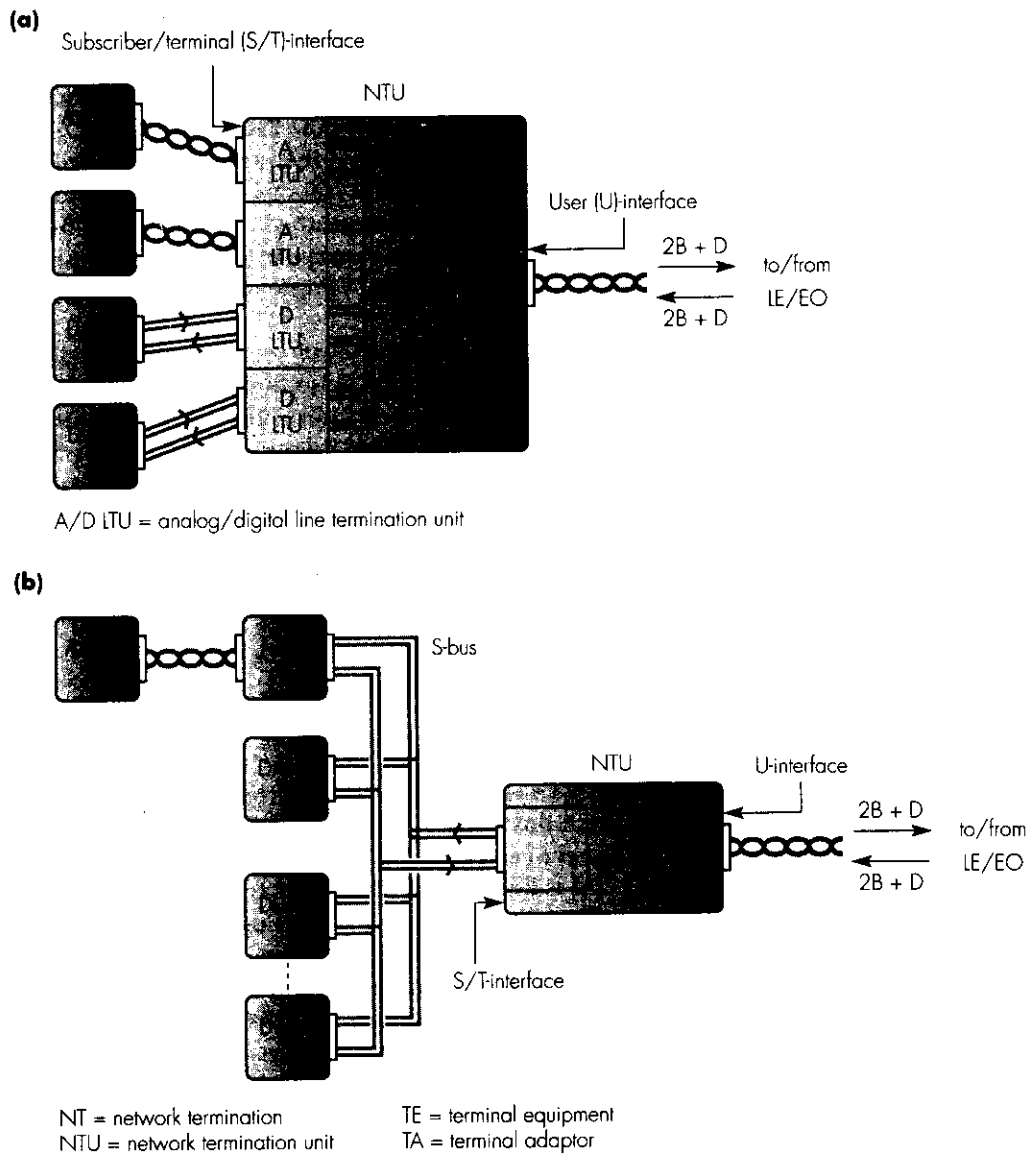 (a)
Subscriber/terminal (S/T)-interface
NTU
A
LTU
A
LTU
D
LTU
D
LTU
User (U)-interface
2B + D
to/from
LE/EO
2B + D
A/D LTU = analog/digital line termination unit
(b)
S-bus
NTU
U-interface
2B + D
to/from
LE/EO
2B + D
S/T-interface
NT = network termination
NTU = network termination unit
TE = terminal equipment
TA = terminal adaptor